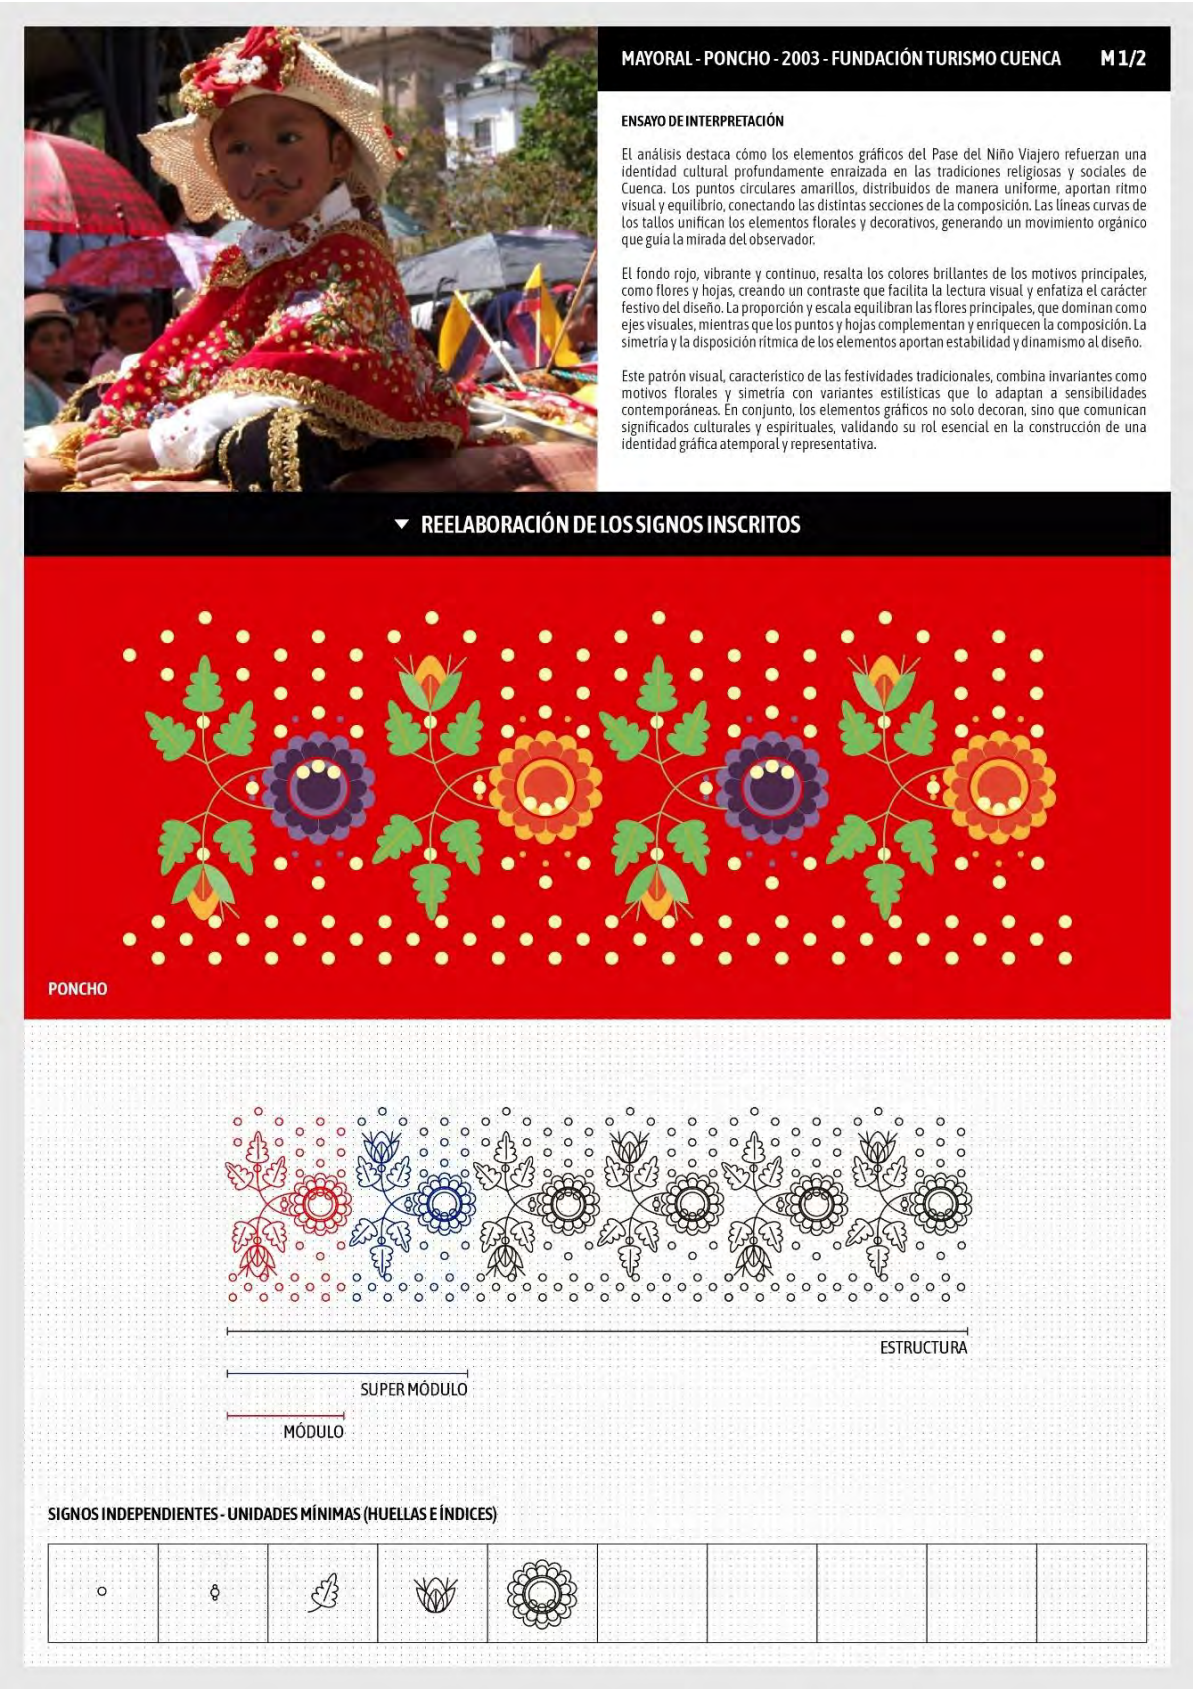 MAYORAL - PONCHO - 2003 - FUNDACIÓN TURISMO CUENCA M 1/2
ENSAYO DE INTERPRETACIÓN
El análisis destaca cómo los elementos gráficos del Pase del Niño Viajero refuerzan una
identidad cultural profundamente enraizada en las tradiciones religiosas y sociales de
Cuenca. Los puntos circulares amarillos, distribuidos de manera uniforme, aportan ritmo
visual y equilibrio, conectando las distintas secciones de la composición. Las líneas curvas de
los tallos unifican los elementos florales y decorativos, generando un movimiento orgánico
que guía la mirada del observador.
El fondo rojo, vibrante y continuo, resalta los colores brillantes de los motivos principales,
como flores y hojas, creando un contraste que facilita la lectura visual y enfatiza el carácter
festivo del diseño. La proporción y escala equilibran las flores principales, que dominan como
ejes visuales, mientras que los puntos y hojas complementan y enriquecen la composición. La
simetría y la disposición rítmica de los elementos aportan estabilidad y dinamismo al diseño.
Este patrón visual, característico de las festividades tradicionales, combina invariantes como
motivos florales y simetría con variantes estilísticas que lo adaptan a sensibilidades
contemporáneas. En conjunto, los elementos gráficos no solo decoran, sino que comunican
significados culturales y espirituales, validando su rol esencial en la construcción de una
identidad gráfica atemporal y representativa.
REELABORACIÓN DE LOS SIGNOS INSCRITOS
PONCHO
ESTRUCTURA
SUPER MÓDULO
MÓDULO
SIGNOS INDEPENDIENTES - UNIDADES MÍNIMAS (HUELLAS E ÍNDICES)